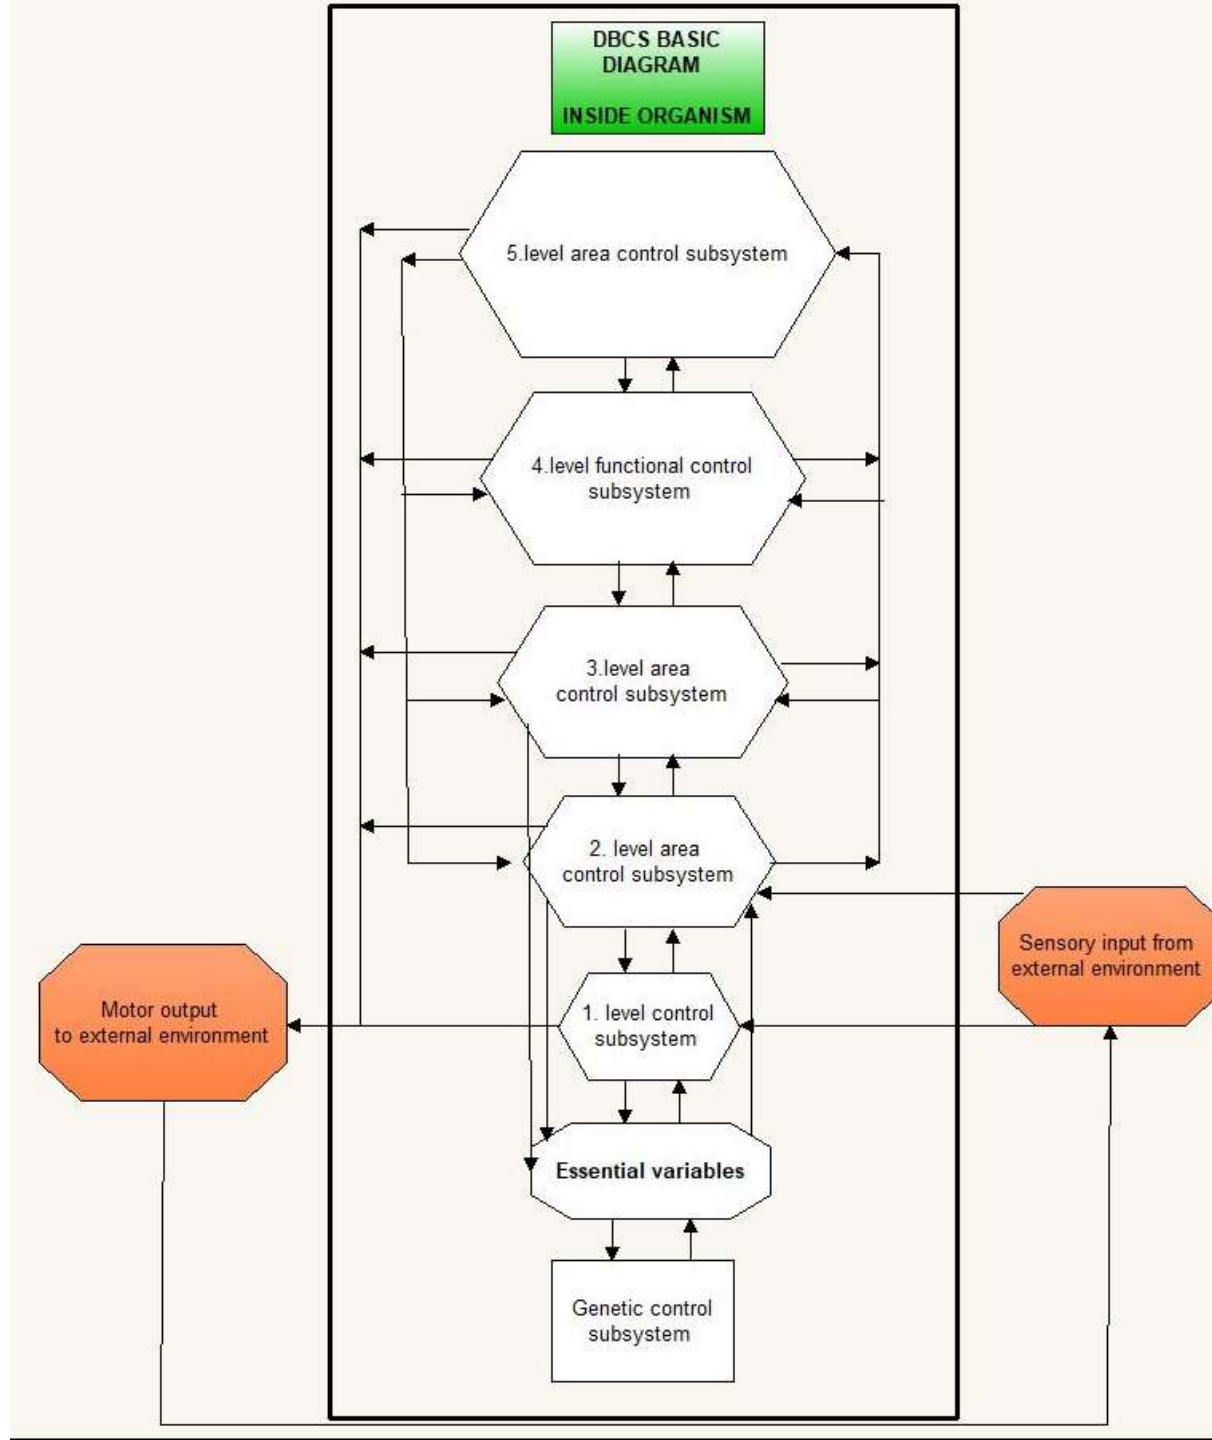 DBCS BASIC
DIAGRAM
INSIDE ORGANISM
5.level area control subsystem
4.level functional control
subsystem
3.level area
control subsystem
2. level area
control subsystem
Sensory input from
external environment
Motor output
to external environment
1. level control
subsystem
Essential variables
Genetic control
subsystem